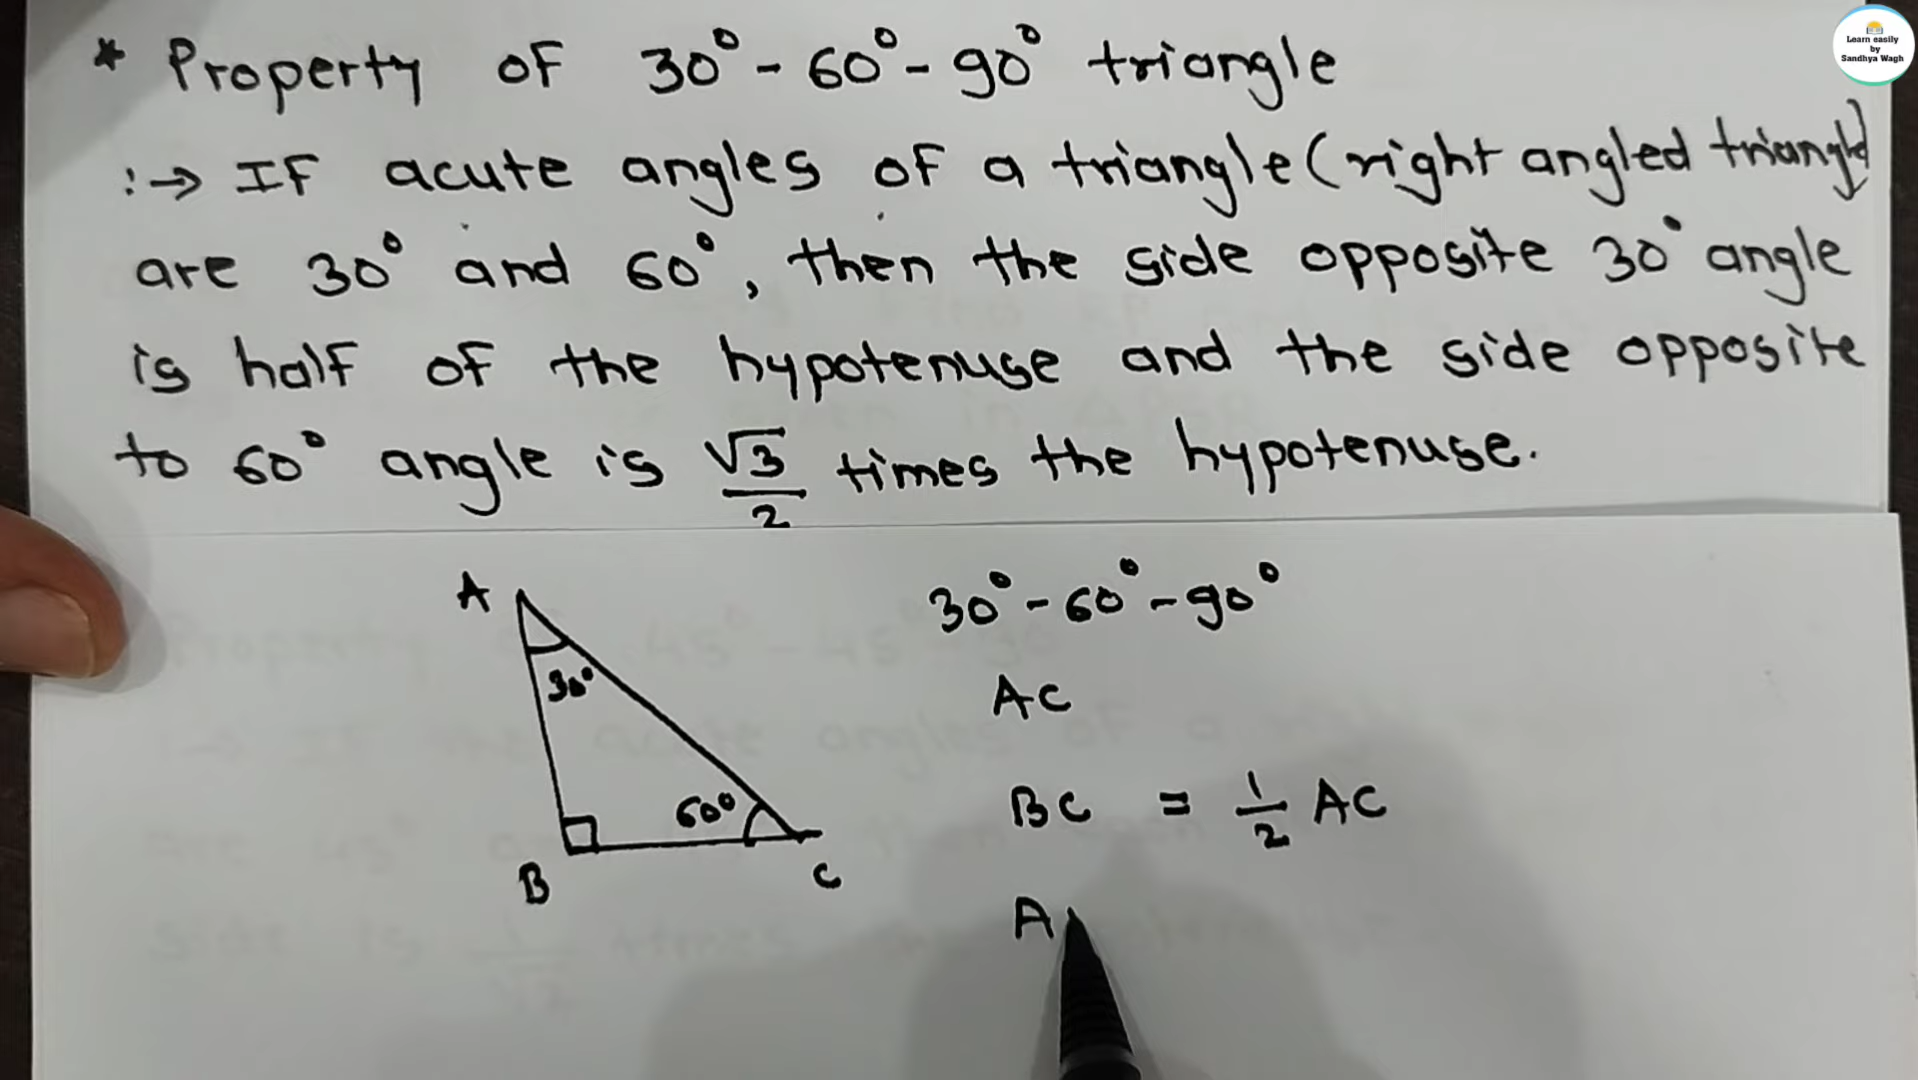 * Property of 30° - 60° - 90° triangle
:→ If acute angles of a triangle (right angled triangle)
are 30° and 60°, then the side opposite 30° angle
is half of the hypotenuse and the side opposite
to 60° angle is √3/2 times the hypotenuse.
A
30°
60°
B
C
30° - 60° - 90°
AC
BC = 1/2 AC
A
Learn easily
by
Sandhya Wagh